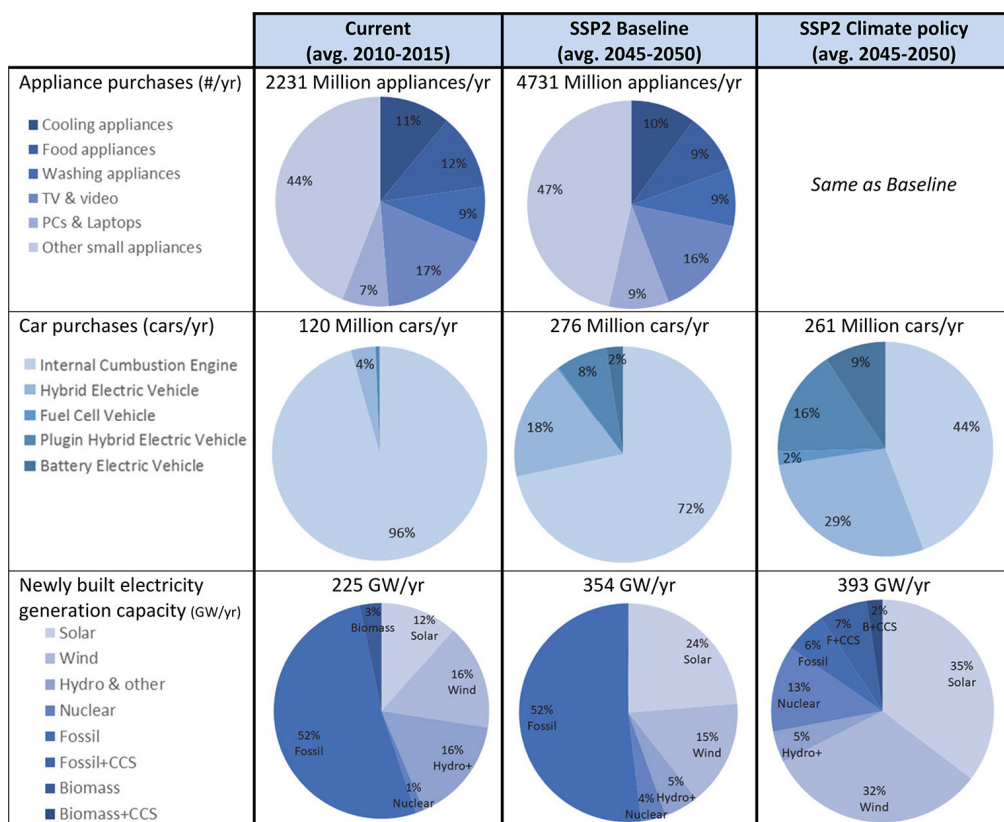 Current
(avg. 2010-2015)
SSP2 Baseline
(avg. 2045-2050)
SSP2 Climate policy
(avg. 2045-2050)
Appliance purchases (#/yr)
Cooling appliances
Food appliances
Washing appliances
TV & video
PCs & Laptops
Other small appliances
2231 Million appliances/yr
11%
12%
9%
17%
7%
44%
4731 Million appliances/yr
10%
9%
9%
16%
9%
47%
Same as Baseline
Car purchases (cars/yr)
Internal Cumbustion Engine
Hybrid Electric Vehicle
Fuel Cell Vehicle
Plugin Hybrid Electric Vehicle
Battery Electric Vehicle
120 Million cars/yr
4%
96%
276 Million cars/yr
2%
8%
18%
72%
261 Million cars/yr
9%
16%
44%
2%
29%
Newly built electricity
generation capacity (GW/yr)
Solar
Wind
Hydro & other
Nuclear
Fossil
Fossil+CCS
Biomass
Biomass+CCS
225 GW/yr
3%
Biomass
12%
Solar
16%
Wind
16%
Hydro+
1%
Nuclear
52%
Fossil
354 GW/yr
24%
Solar
15%
Wind
5%
Hydro+
4%
Nuclear
52%
Fossil
393 GW/yr
2%
B+CCS
7%
F+CCS
6%
Fossil
13%
Nuclear
5%
Hydro+
32%
Wind
35%
Solar